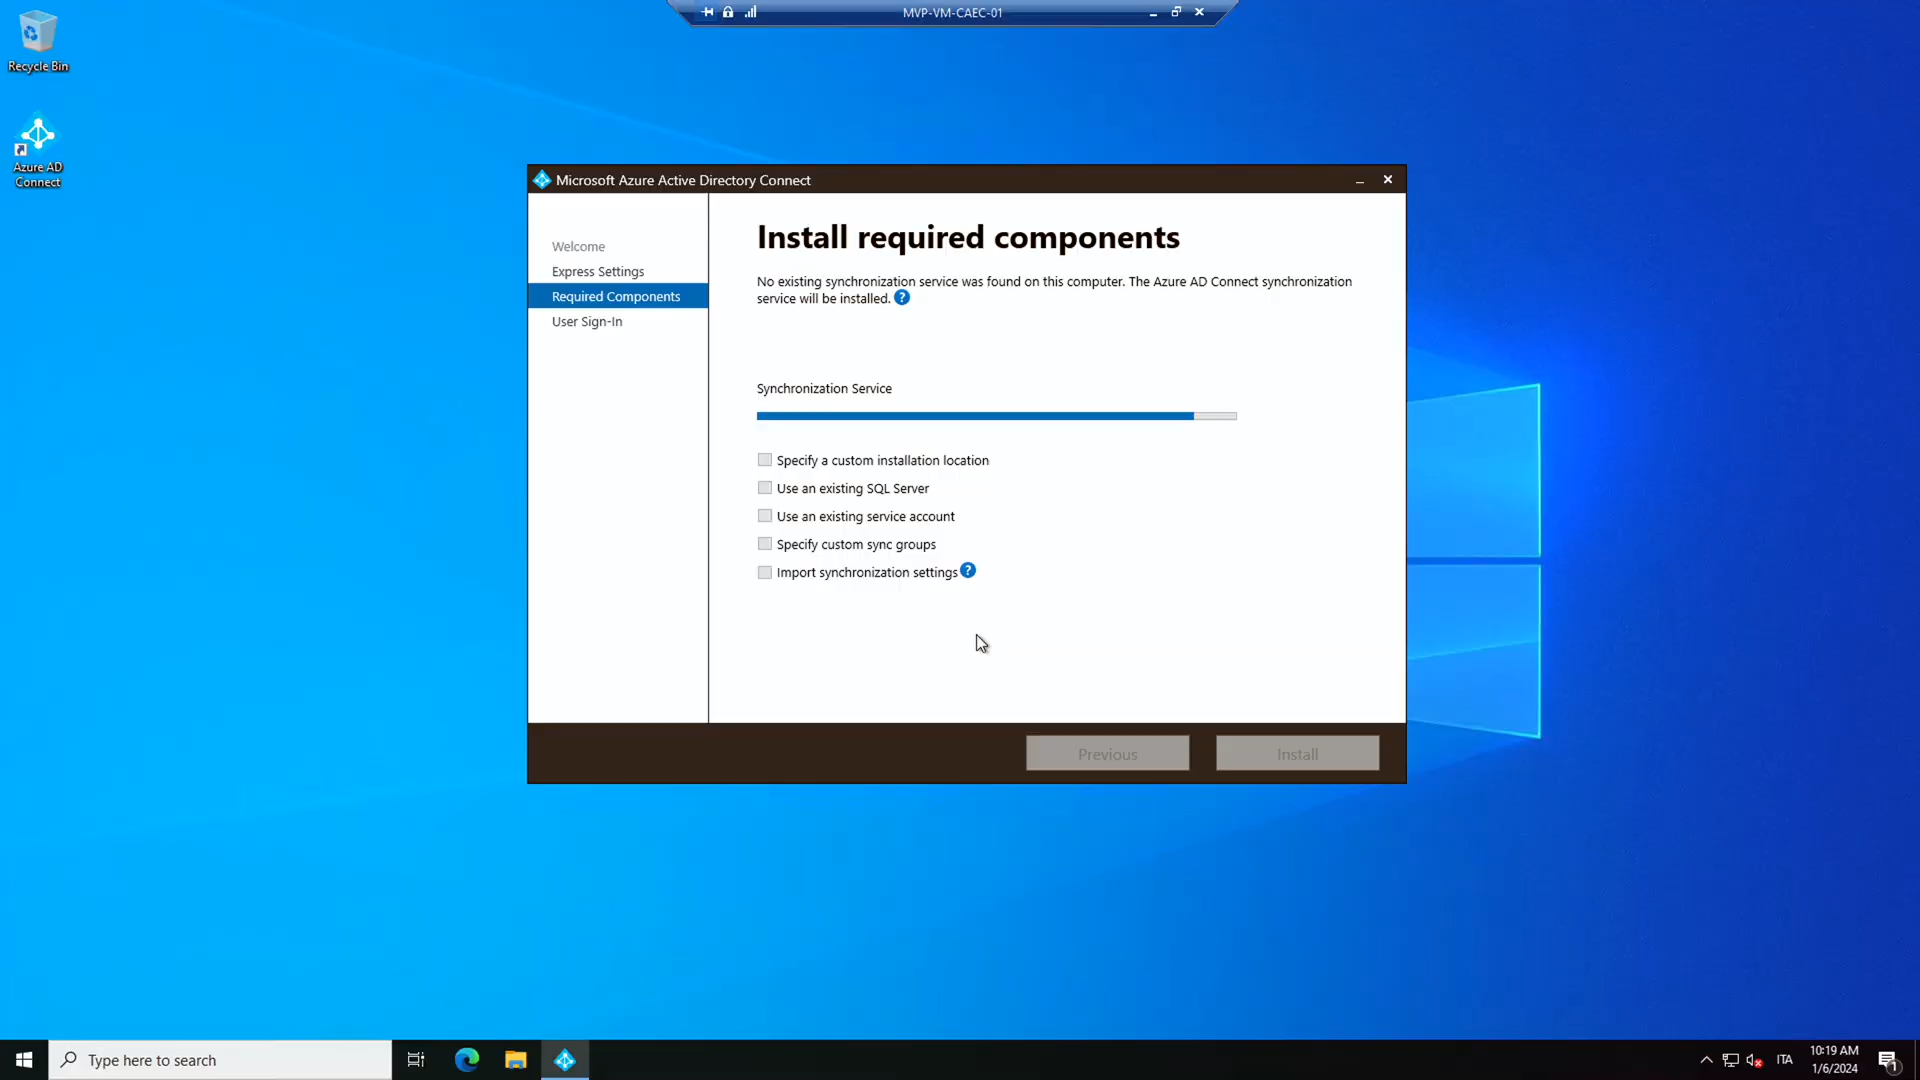 MVP-VM-CAEC-01
Recycle Bin
Azure AD
Connect
Microsoft Azure Active Directory Connect
Welcome
Express Settings
Required Components
User Sign-In
Install required components
No existing synchronization service was found on this computer. The Azure AD Connect synchronization
service will be installed. ?
Synchronization Service
Specify a custom installation location
Use an existing SQL Server
Use an existing service account
Specify custom sync groups
Import synchronization settings ?
Previous
Install
Type here to search
ITA
10:19 AM
1/6/2024
1